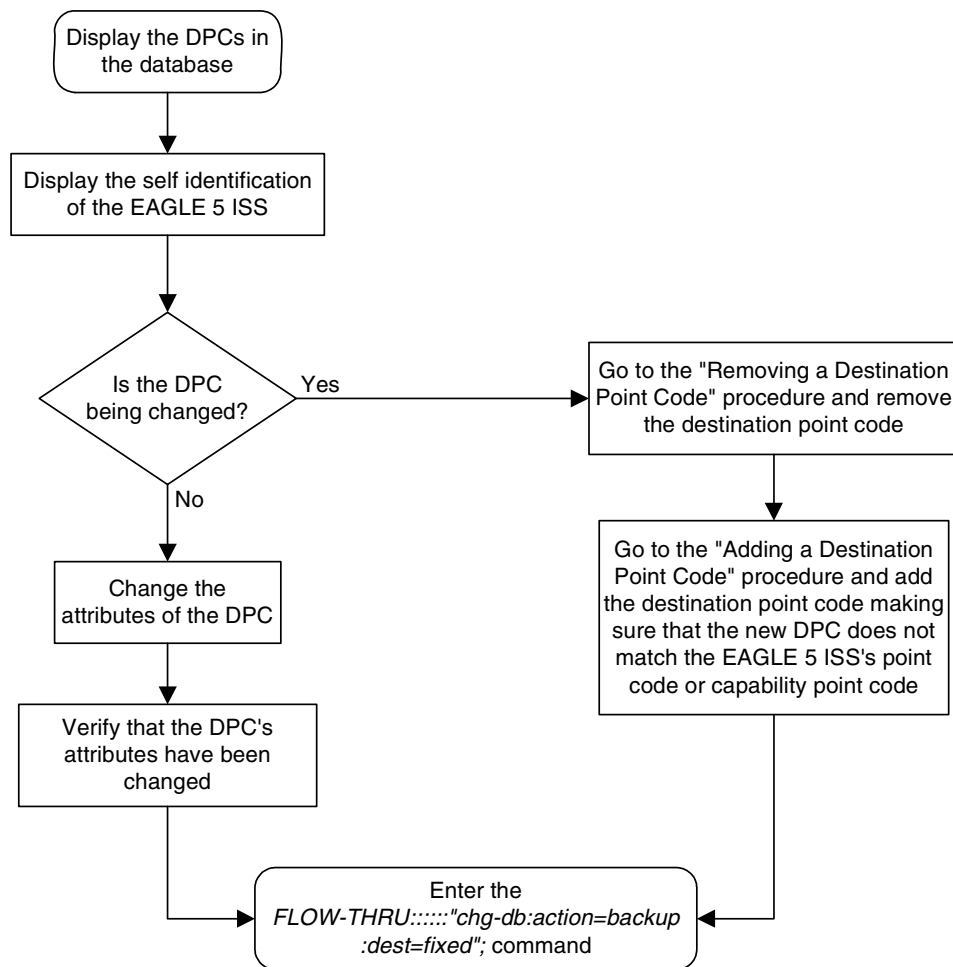 Display the DPCs in
the database
Display the self identification
of the EAGLE 5 ISS
Is the DPC
being changed?
Yes
No
Go to the "Removing a Destination
Point Code" procedure and remove
the destination point code
Go to the "Adding a Destination
Point Code" procedure and add
the destination point code making
sure that the new DPC does not
match the EAGLE 5 ISS's point
code or capability point code
Change the
attributes of the DPC
Verify that the DPC's
attributes have been
changed
Enter the
FLOW-THRU::::::"chg-db:action=backup
:dest=fixed"; command